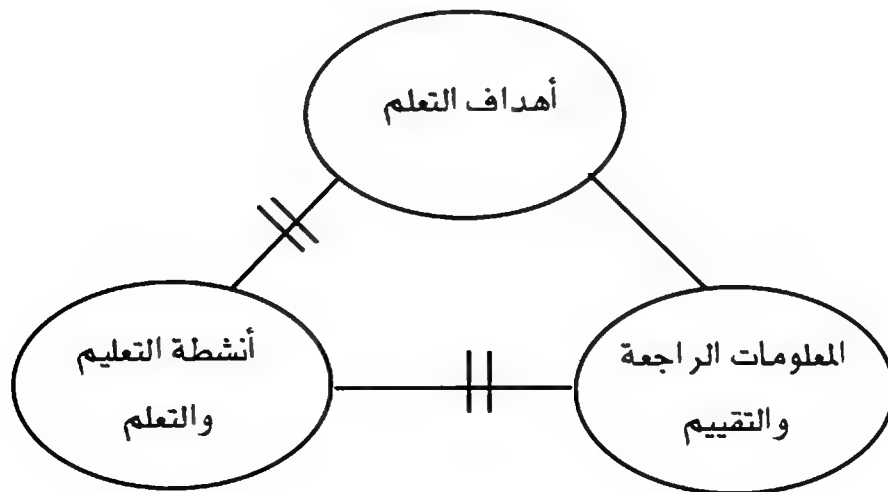 أهداف التعلم
أنشطة التعليم
والتعلم
المعلومات الراجعة
والتقييم